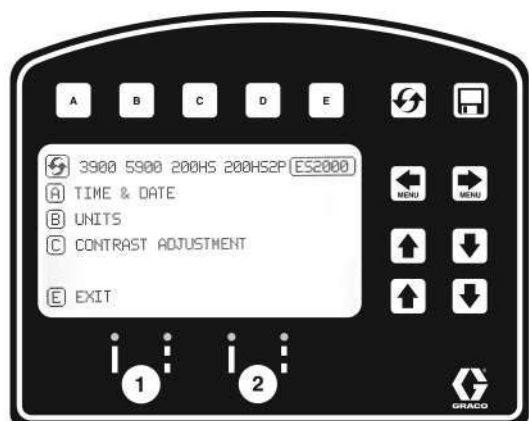 A B C D E
3900 5900 200HS 200HS2P ES2000
A TIME & DATE
B UNITS
C CONTRAST ADJUSTMENT
E EXIT
MENU MENU
1 2
GRACO